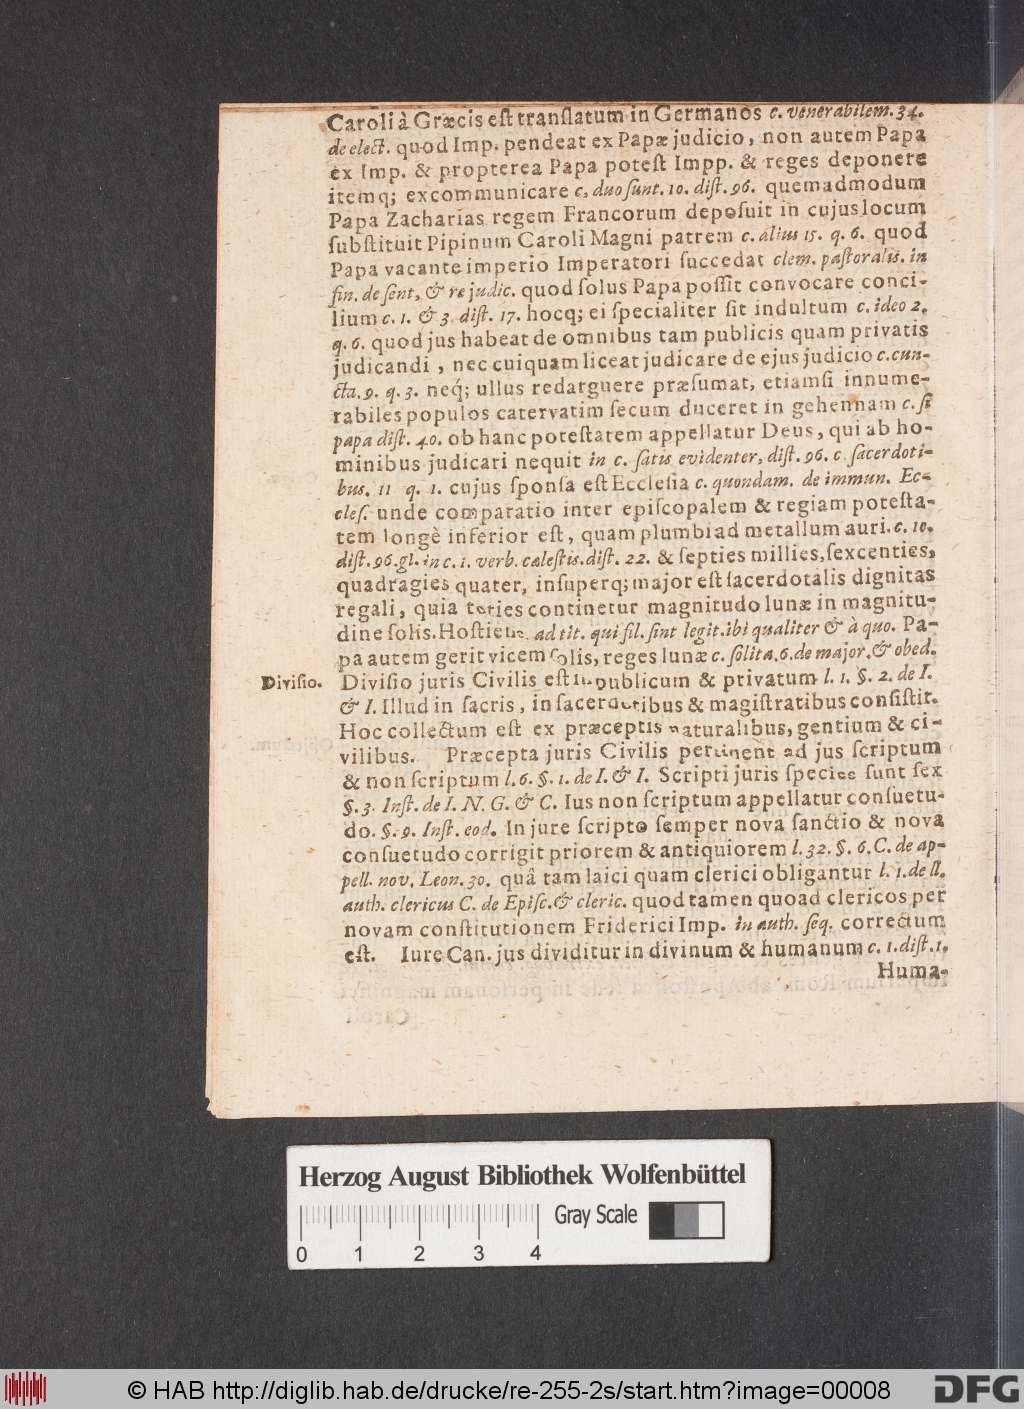 Caroli à Græcis eſt tranſlatum in Germanos c. venerabilem. 34.
de elect. quod Imp. pendeat ex Papæ judicio, non autem Papa
ex Imp. & propterea Papa poteſt Impp. & reges deponere
itemq; excommunicare c, duo ſunt. 10. diſt. 96. quemadmodum
Papa Zacharias regem Francorum depoſuit in cujus locum
ſubſtituit Pipinum Caroli Magni patrem c. alius 15. q. 6. quod
Papa vacante imperio Imperatori ſuccedat clem. paſtoralis. in
fin. de ſent, & re judic. quod ſolus Papa poſſit convocare conci-
lium c. 1. & 3. diſt. 17. hocq; ei ſpecialiter ſit indultum c. ideo 2.
q. 6. quod jus habeat de omnibus tam publicis quam privatis
judicandi, nec cuiquam liceat judicare de ejus judicio c. cun-
cta. 9. q. 3. neq́; ullus redarguere præſumat, etiamſi innume-
rabiles populos catervatim ſecum duceret in gehennam c. ſi
papa diſt. 40. ob hanc poteſtatem appellatur Deus, qui ab ho-
minibus judicari nequit in c. ſatis evidenter, diſt. 96. c. ſacerdoti-
bus. 11 q. 1. cujus ſponſa eſt Eccleſia c. quondam. de immun. Ec-
cleſ. unde comparatio inter epiſcopalem & regiam poteſta-
tem longè inferior eſt, quam plumbi ad metallum auri. c. 10.
diſt. 96. gl. in c. 1. verb. cæleſtis. diſt. 22. & ſepties millies, ſexcenties,
quadragies quater, inſuperq; major eſt ſacerdotalis dignitas
regali, quia toties continetur magnitudo lunæ in magnitu-
dine ſolis. Hoſtienſ. ad tit. qui fil. ſint legit. ibi qualiter & à quo. Pa-
pa autem gerit vicem ſolis, reges lunæ c. ſolita. 6. de major. & obed.
Diviſio. Diviſio juris Civilis eſt in publicum & privatum l. 1. §. 2. de I.
& I. Illud in ſacris, in ſacerdotibus & magiſtratibus conſiſtit.
Hoc collectum eſt ex præceptis naturalibus, gentium & ci-
vilibus. Præcepta juris Civilis pertinent ad jus ſcriptum
& non ſcriptum l. 6. §. 1. de I. & I. Scripti juris ſpecies ſunt ſex
§. 3. Inſt. de I. N. G. & C. Ius non ſcriptum appellatur conſuetu-
do. §. 9. Inſt. eod. In jure ſcripto ſemper nova ſanctio & nova
conſuetudo corrigit priorem & antiquiorem l. 32. §. 6. C. de ap-
pell. nov. Leon. 30. quâ tam laici quam clerici obligantur l. 1. de ll.
auth. clericus C. de Epiſc. & cleric. quod tamen quoad clericos per
novam conſtitutionem Friderici Imp. in auth. ſeq. correctum
eſt. Iure Can. jus dividitur in divinum & humanum c. 1. diſt. 1.
Huma-
Herzog August Bibliothek Wolfenbüttel
Gray Scale
0 1 2 3 4
© HAB http://diglib.hab.de/drucke/re-255-2s/start.htm?image=00008
DFG